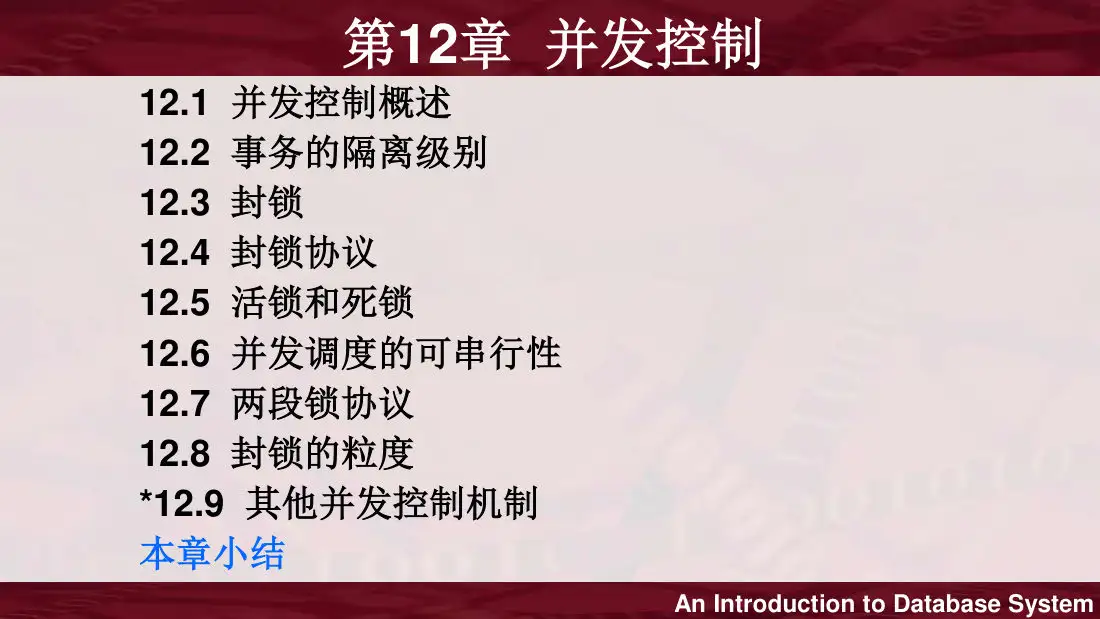 第12章 并发控制
12.1 并发控制概述
12.2 事务的隔离级别
12.3 封锁
12.4 封锁协议
12.5 活锁和死锁
12.6 并发调度的可串行性
12.7 两段锁协议
12.8 封锁的粒度
*12.9 其他并发控制机制
本章小结
An Introduction to Database System